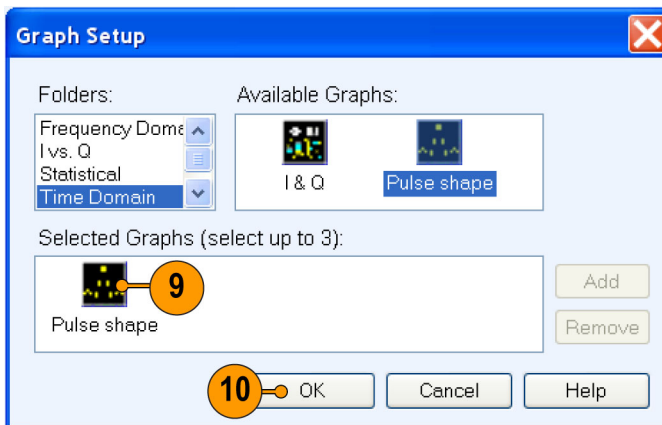 Graph Setup
Folders: Available Graphs:
Frequency Doma
I vs. Q
Statistical
Time Domain
I & Q Pulse shape
Selected Graphs (select up to 3):
9
Pulse shape
Add
Remove
10 OK Cancel Help